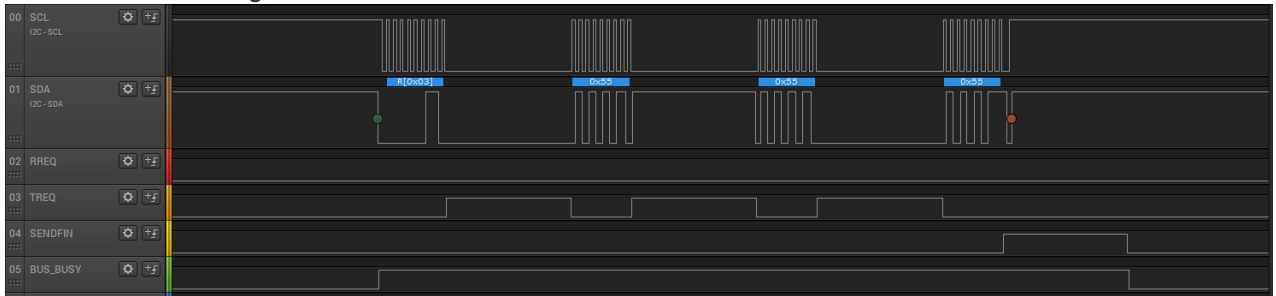 00 SCL
I2C - SCL
R[0x03] 0x55 0x55 0x55
01 SDA
I2C - SDA
02 RREQ
03 TREQ
04 SENDFIN
05 BUS_BUSY